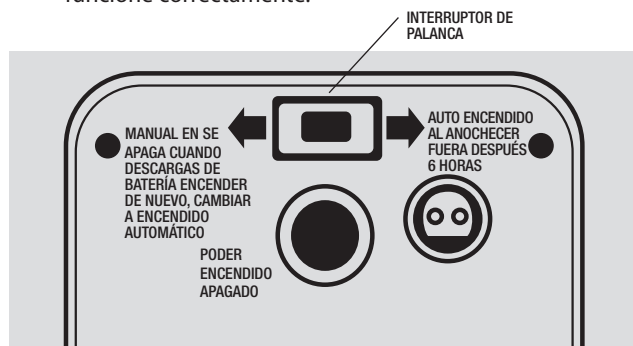 funcione correctamente.
INTERRUPTOR DE
PALANCA
MANUAL EN SE
APAGA CUANDO
DESCARGAS DE
BATERÍA ENCENDER
DE NUEVO, CAMBIAR
A ENCENDIDO
AUTOMÁTICO
AUTO ENCENDIDO
AL ANOCHECER
FUERA DESPUÉS
6 HORAS
PODER
ENCENDIDO
APAGADO